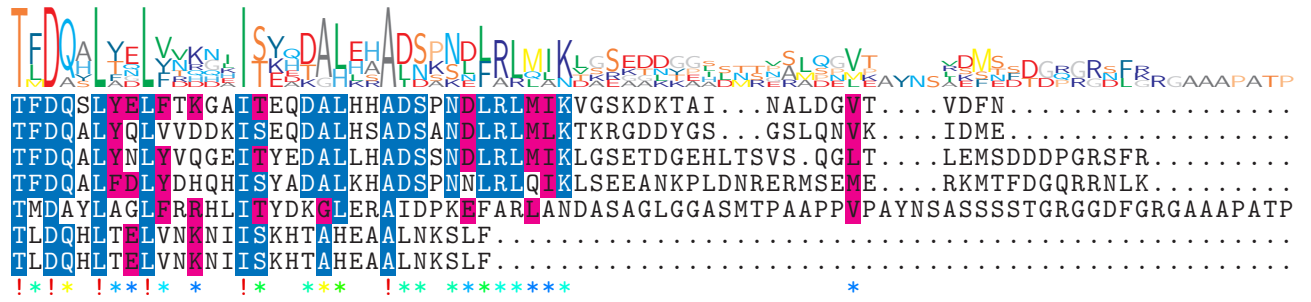 TFDQSLYELFTKGAITEQDALHHADSPNDLRLMIKVGSKDKTAI...NALDGVT....VDFN..................
TFDQALYQLVVDDKISEQDALHSADSANDLRLMLKTKRGDDYGS...GSLQNVK....IDME..................
TFDQALYNLYVQGEITYEDALLHADSSNDLRLMIKLGSETDGEHLTSVS.QGLT....LEMSDDDPGRSFR.........
TFDQALFDLYDHQHISYADALKHADSPNNLRLQIKLSEEANKPLDNRERMSEME....RKMTFDGQRRNLK.........
TMDAYLAGLFRRHLITYDKGLERAIDPKEFARLANDASAGLGGASMTPAAPPVPAYNSASSSSTGRGGDFGRGAAAPATP
TLDQHLTELVNKNIISKHTAHEAALNKSLF..................................................
TLDQHLTELVNKNIISKHTAHEAALNKSLF..................................................
!* *  !**!* *  !*  ***  !** ********                 *